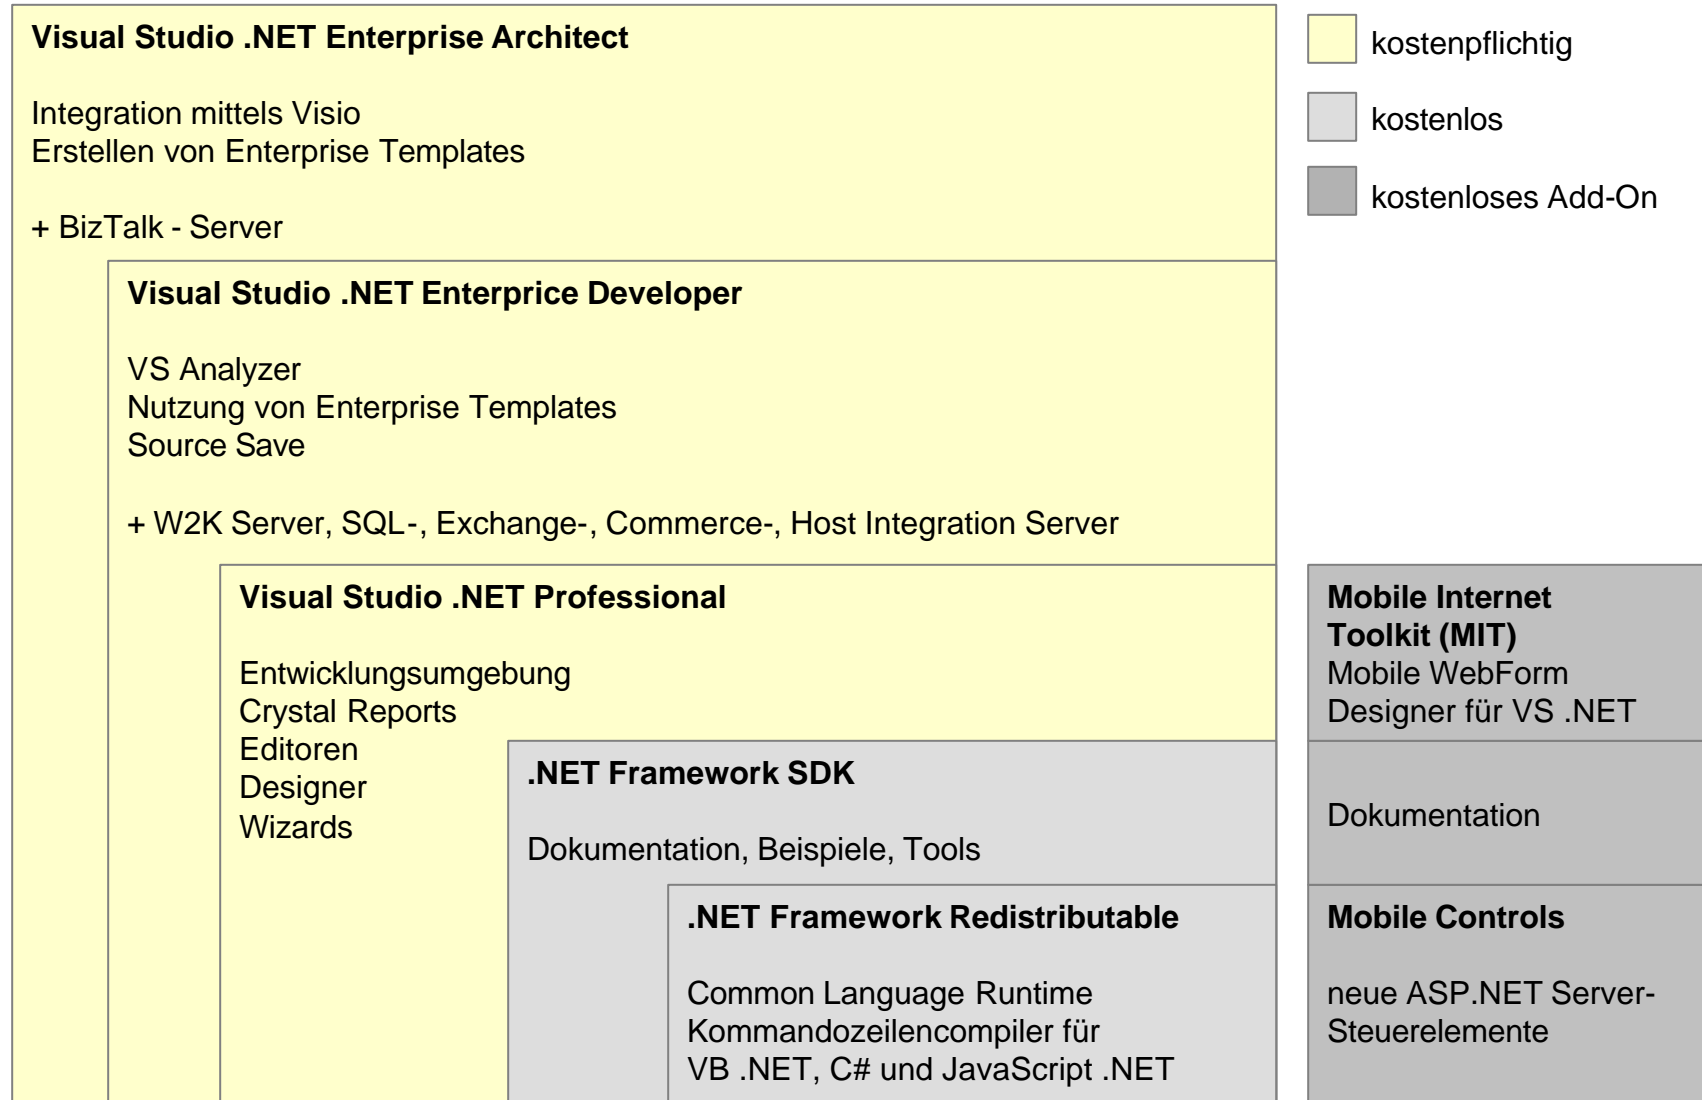 Visual Studio .NET Enterprise Architect
Integration mittels Visio
Erstellen von Enterprise Templates
+ BizTalk - Server
kostenpflichtig
kostenlos
kostenloses Add-On
Visual Studio .NET Enterprice Developer
VS Analyzer
Nutzung von Enterprise Templates
Source Save
+ W2K Server, SQL-, Exchange-, Commerce-, Host Integration Server
Visual Studio .NET Professional
Entwicklungsumgebung
Crystal Reports
Editoren
Designer
Wizards
.NET Framework SDK
Dokumentation, Beispiele, Tools
.NET Framework Redistributable
Common Language Runtime
Kommandozeilencompiler für
VB .NET, C# und JavaScript .NET
Mobile Internet
Toolkit (MIT)
Mobile WebForm
Designer für VS .NET
Dokumentation
Mobile Controls
neue ASP.NET Server-
Steuerelemente